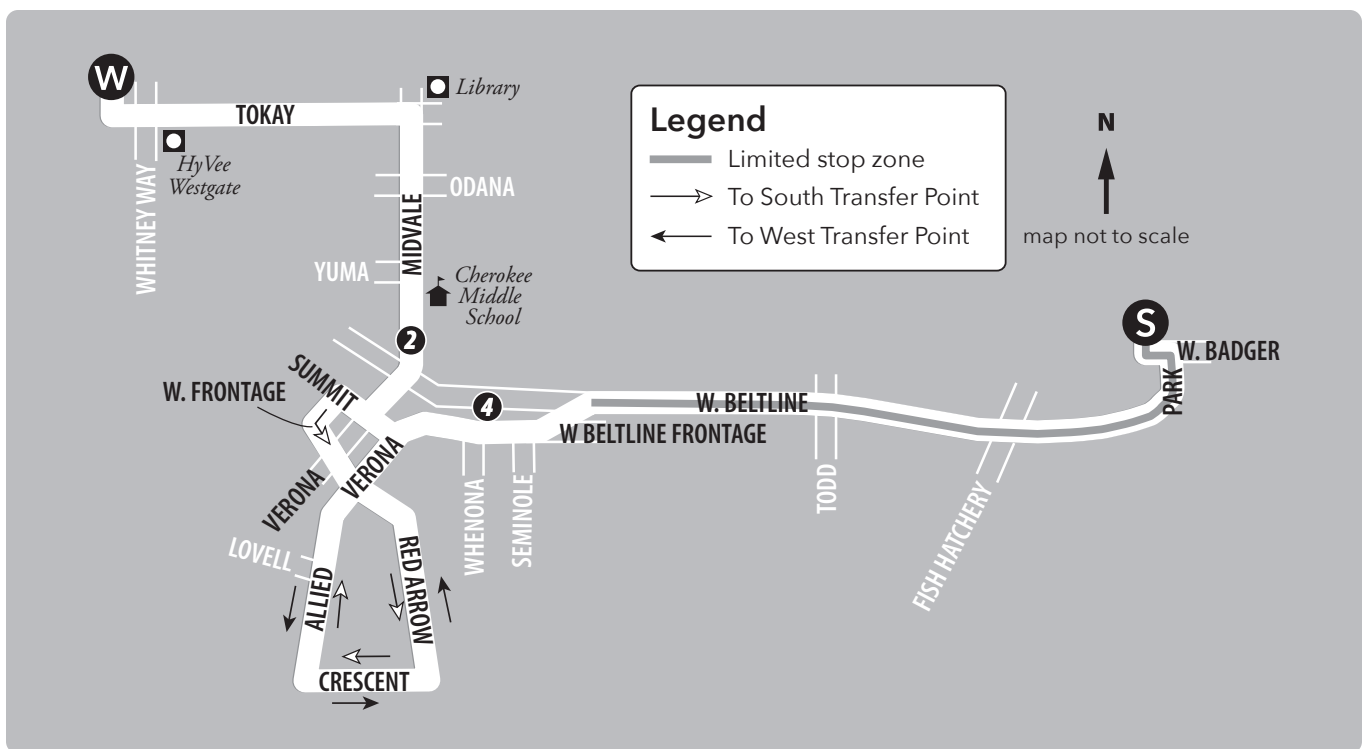 W
Library
TOKAY
HyVee
Westgate
WHITNEY WAY
ODANA
MIDVALE
YUMA
Cherokee
Middle
School
Legend
Limited stop zone
To South Transfer Point
To West Transfer Point
N
map not to scale
S
W. BADGER
PARK
2
SUMMIT
W. FRONTAGE
4
W. BELTLINE
W BELTLINE FRONTAGE
VERONA
VERONA
WHENONA
SEMINOLE
TODD
FISH HATCHERY
LOVELL
ALLIED
RED ARROW
CRESCENT